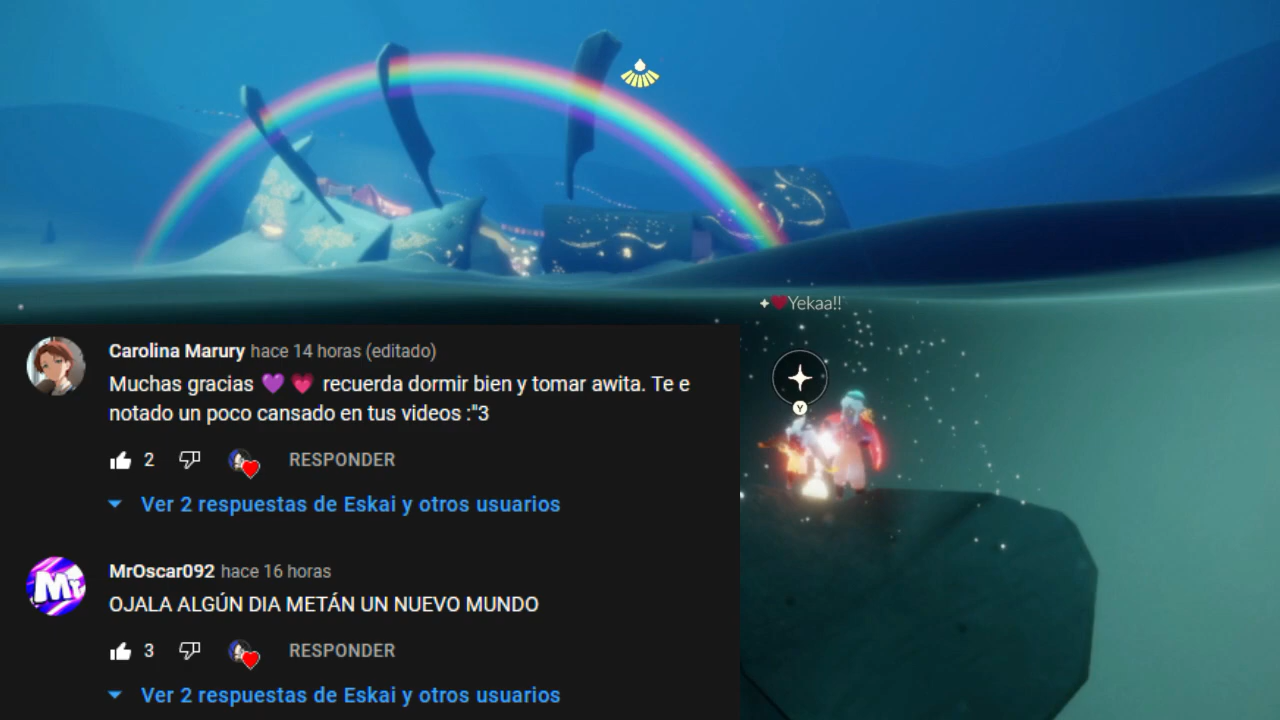 ❤Yekaa!!
Y
Carolina Marury hace 14 horas (editado)
Muchas gracias 💜 💗 recuerda dormir bien y tomar awita. Te e
notado un poco cansado en tus videos :"3
2 RESPONDER
Ver 2 respuestas de Eskai y otros usuarios
Mr
MrOscar092 hace 16 horas
OJALA ALGÚN DIA METÁN UN NUEVO MUNDO
3 RESPONDER
Ver 2 respuestas de Eskai y otros usuarios